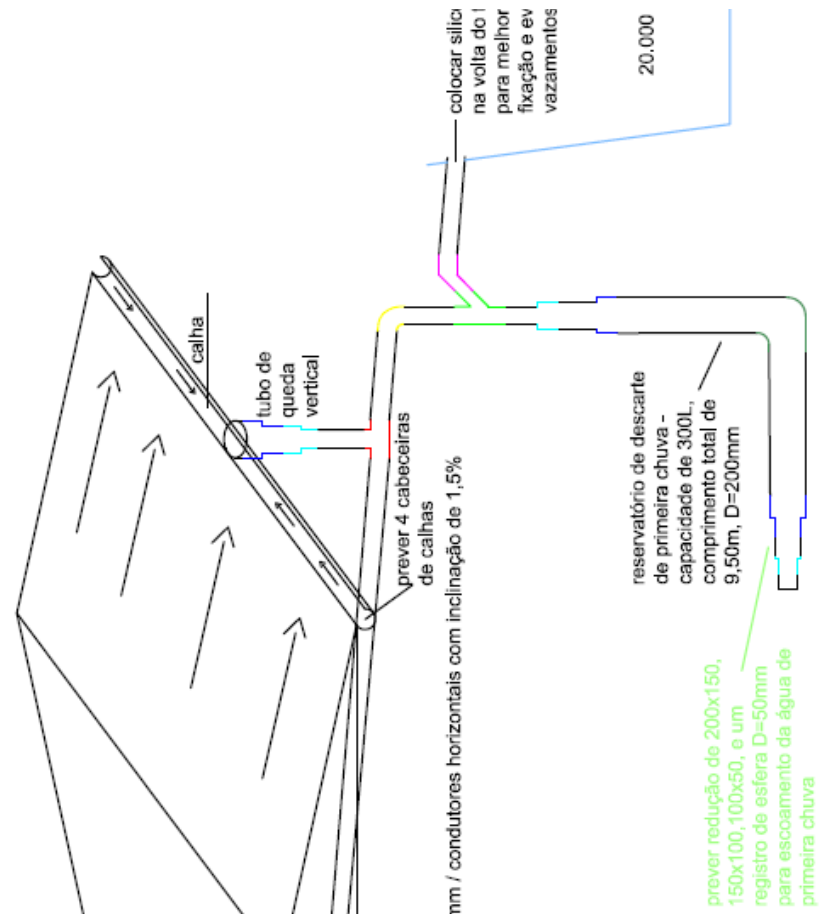 colocar silic
na volta do t
para melhor
fixação e ev
vazamentos
20.000
calha
tubo de
queda
vertical
prever 4 cabeceiras
de calhas
mm / condutores horizontais com inclinação de 1,5%
reservatório de descarte
de primeira chuva -
capacidade de 300L,
comprimento total de
9,50m, D=200mm
prever redução de 200x150,
150x100,100x50, e um
registro de esfera D=50mm
para escoamento da água de
primeira chuva